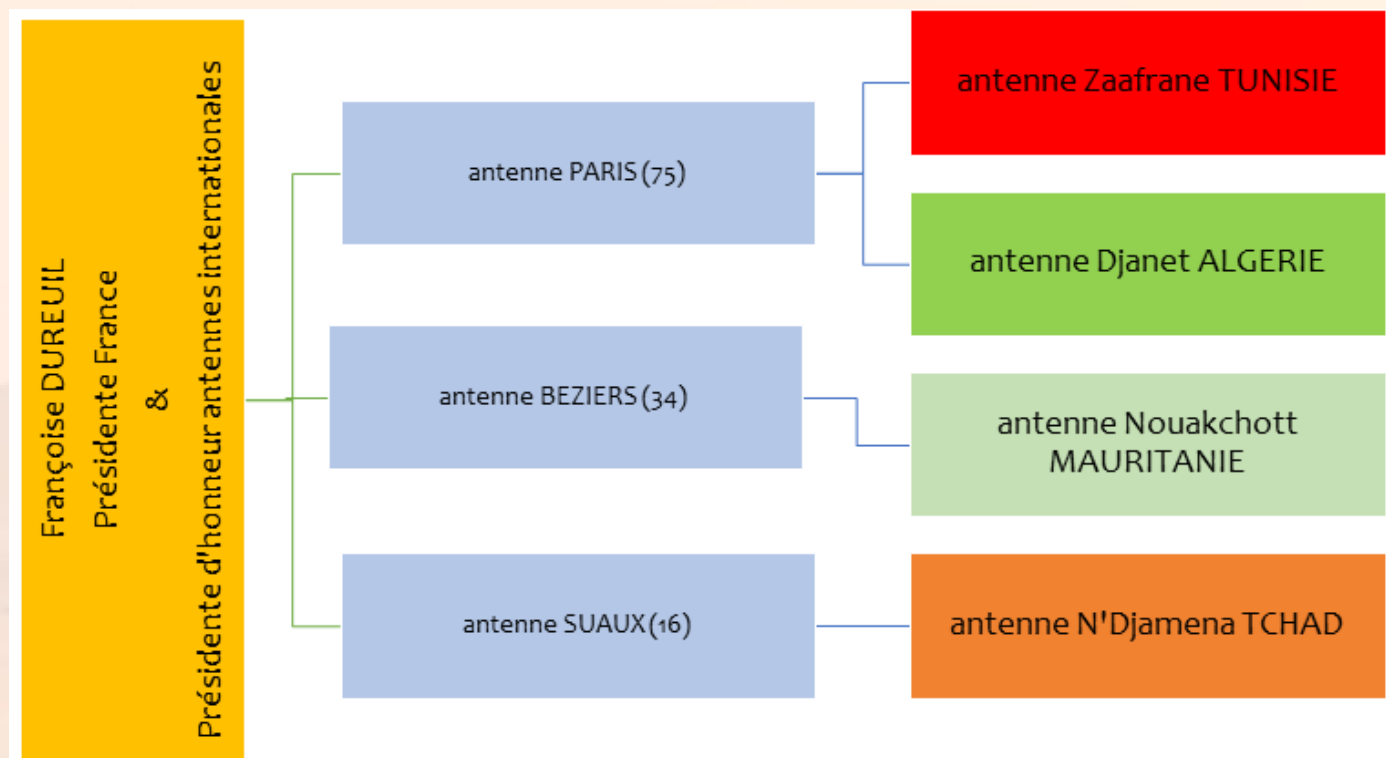 Françoise DUREUIL
Présidente France
&
Présidente d'honneur antennes internationales
antenne PARIS (75)
antenne BEZIERS (34)
antenne SUAUX (16)
antenne Zaafrane TUNISIE
antenne Djanet ALGERIE
antenne Nouakchott
MAURITANIE
antenne N'Djamena TCHAD